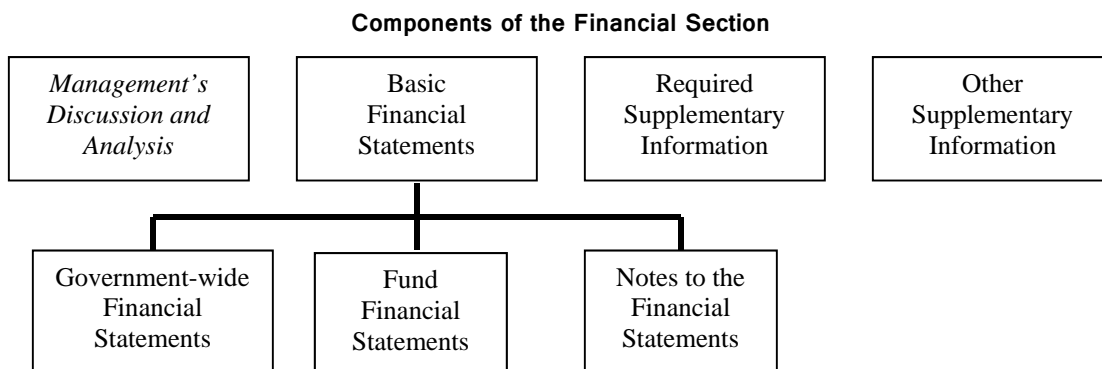 Components of the Financial Section
Management's
Discussion and
Analysis
Basic
Financial
Statements
Required
Supplementary
Information
Other
Supplementary
Information
Government-wide
Financial
Statements
Fund
Financial
Statements
Notes to the
Financial
Statements